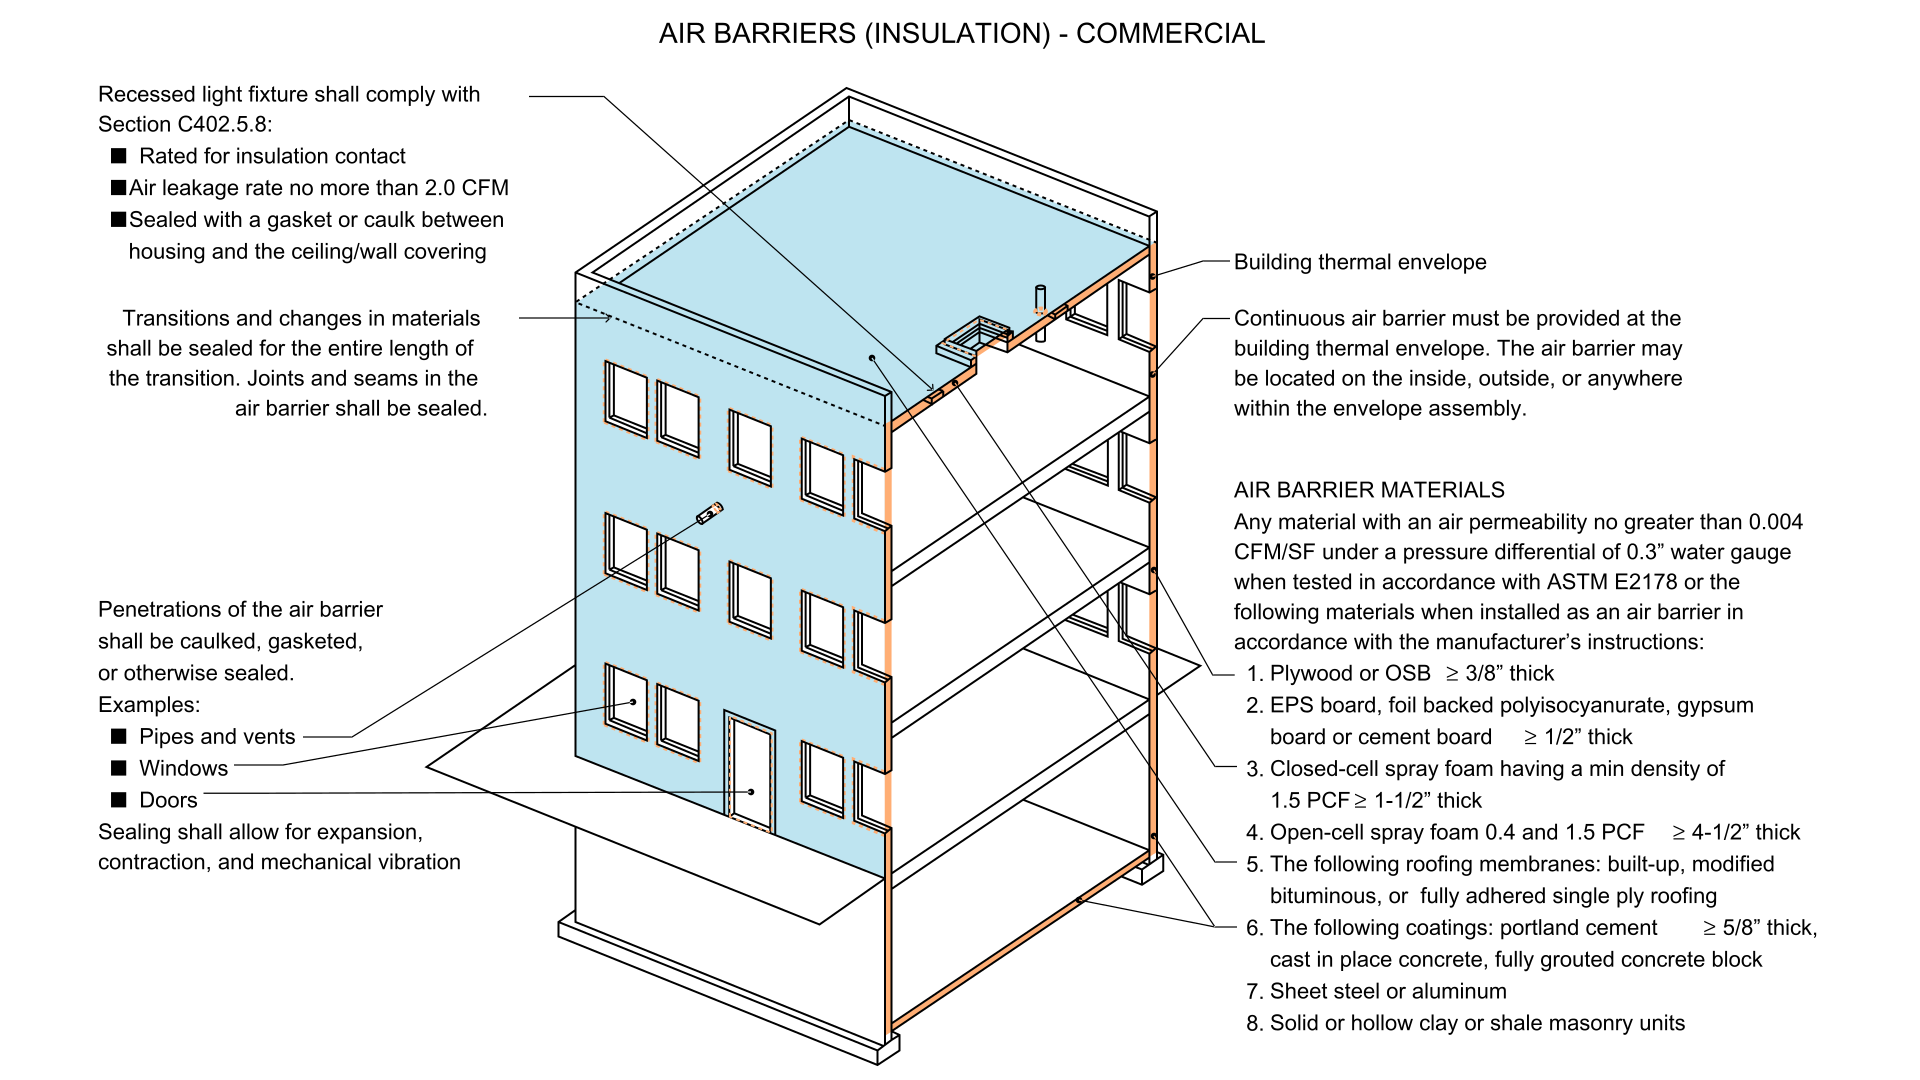 AIR BARRIERS (INSULATION) - COMMERCIAL
Recessed light fixture shall comply with
Section C402.5.8:
■ Rated for insulation contact
■ Air leakage rate no more than 2.0 CFM
■ Sealed with a gasket or caulk between
housing and the ceiling/wall covering
Transitions and changes in materials
shall be sealed for the entire length of
the transition. Joints and seams in the
air barrier shall be sealed.
Penetrations of the air barrier
shall be caulked, gasketed,
or otherwise sealed.
Examples:
■ Pipes and vents
■ Windows
■ Doors
Sealing shall allow for expansion,
contraction, and mechanical vibration
Building thermal envelope
Continuous air barrier must be provided at the
building thermal envelope. The air barrier may
be located on the inside, outside, or anywhere
within the envelope assembly.
AIR BARRIER MATERIALS
Any material with an air permeability no greater than 0.004
CFM/SF under a pressure differential of 0.3” water gauge
when tested in accordance with ASTM E2178 or the
following materials when installed as an air barrier in
accordance with the manufacturer’s instructions:
1. Plywood or OSB ≥ 3/8” thick
2. EPS board, foil backed polyisocyanurate, gypsum
board or cement board ≥ 1/2” thick
3. Closed-cell spray foam having a min density of
1.5 PCF ≥ 1-1/2” thick
4. Open-cell spray foam 0.4 and 1.5 PCF ≥ 4-1/2” thick
5. The following roofing membranes: built-up, modified
bituminous, or fully adhered single ply roofing
6. The following coatings: portland cement ≥ 5/8” thick,
cast in place concrete, fully grouted concrete block
7. Sheet steel or aluminum
8. Solid or hollow clay or shale masonry units